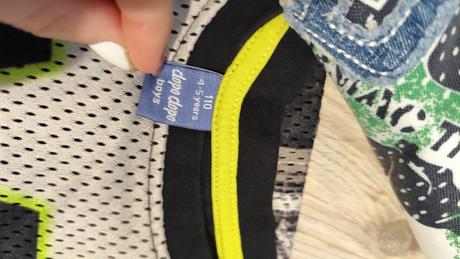 110
4-5 years
dopo dopo
boys